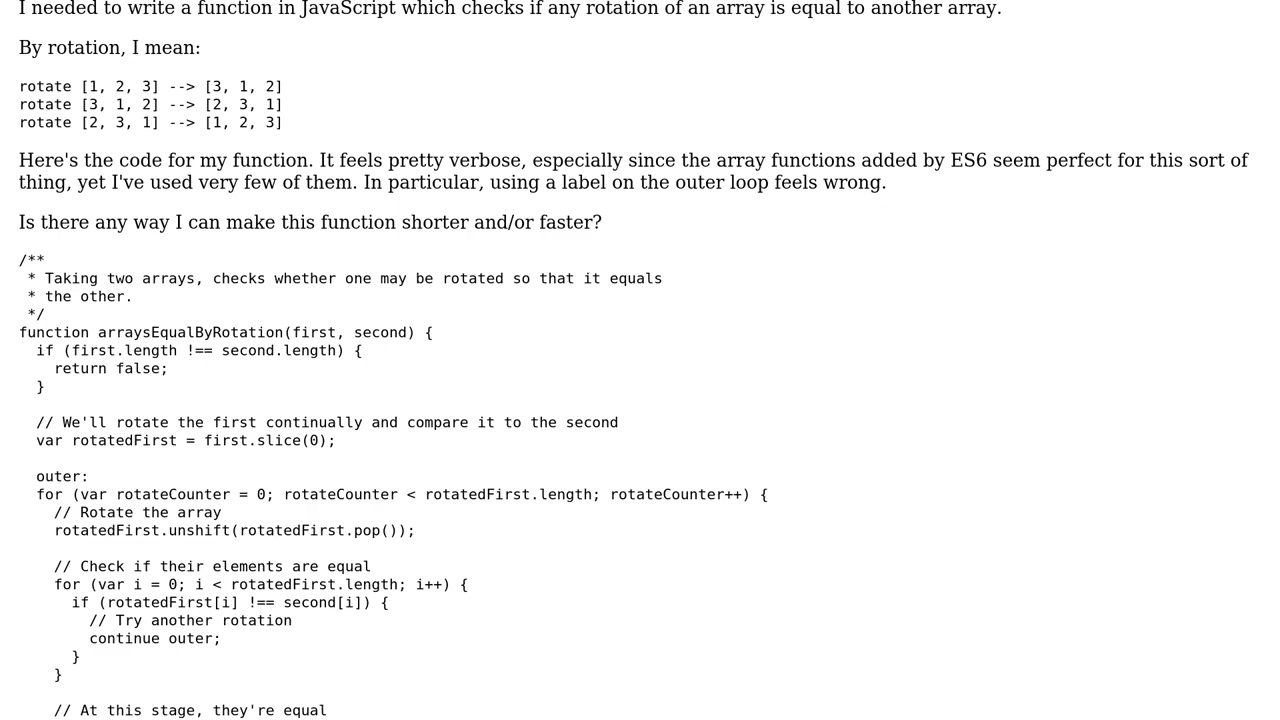 I needed to write a function in JavaScript which checks if any rotation of an array is equal to another array.
By rotation, I mean:
rotate [1, 2, 3] --> [3, 1, 2]
rotate [3, 1, 2] --> [2, 3, 1]
rotate [2, 3, 1] --> [1, 2, 3]
Here's the code for my function. It feels pretty verbose, especially since the array functions added by ES6 seem perfect for this sort of
thing, yet I've used very few of them. In particular, using a label on the outer loop feels wrong.
Is there any way I can make this function shorter and/or faster?
/**
 * Taking two arrays, checks whether one may be rotated so that it equals
 * the other.
 */
function arraysEqualByRotation(first, second) {
  if (first.length !== second.length) {
    return false;
  }
  // We'll rotate the first continually and compare it to the second
  var rotatedFirst = first.slice(0);
  outer:
  for (var rotateCounter = 0; rotateCounter < rotatedFirst.length; rotateCounter++) {
    // Rotate the array
    rotatedFirst.unshift(rotatedFirst.pop());
    // Check if their elements are equal
    for (var i = 0; i < rotatedFirst.length; i++) {
      if (rotatedFirst[i] !== second[i]) {
        // Try another rotation
        continue outer;
      }
    }
    // At this stage, they're equal